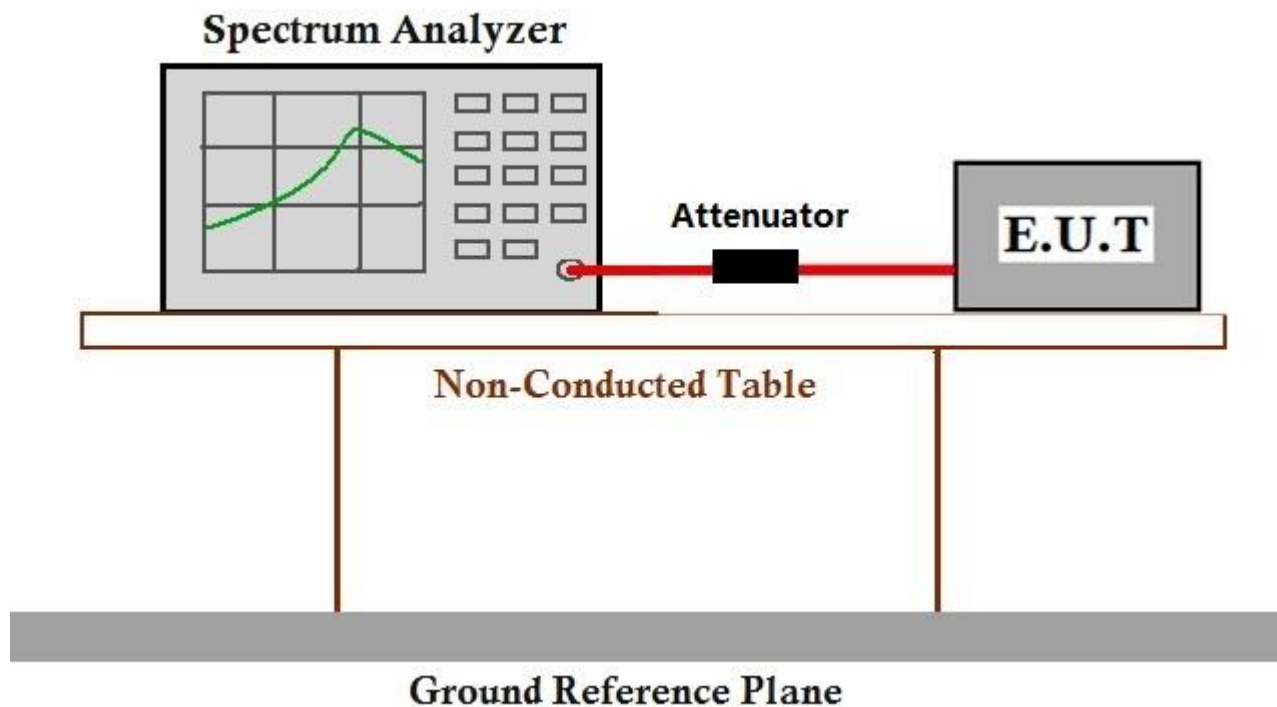 Spectrum Analyzer
Attenuator
E.U.T
Non-Conducted Table
Ground Reference Plane